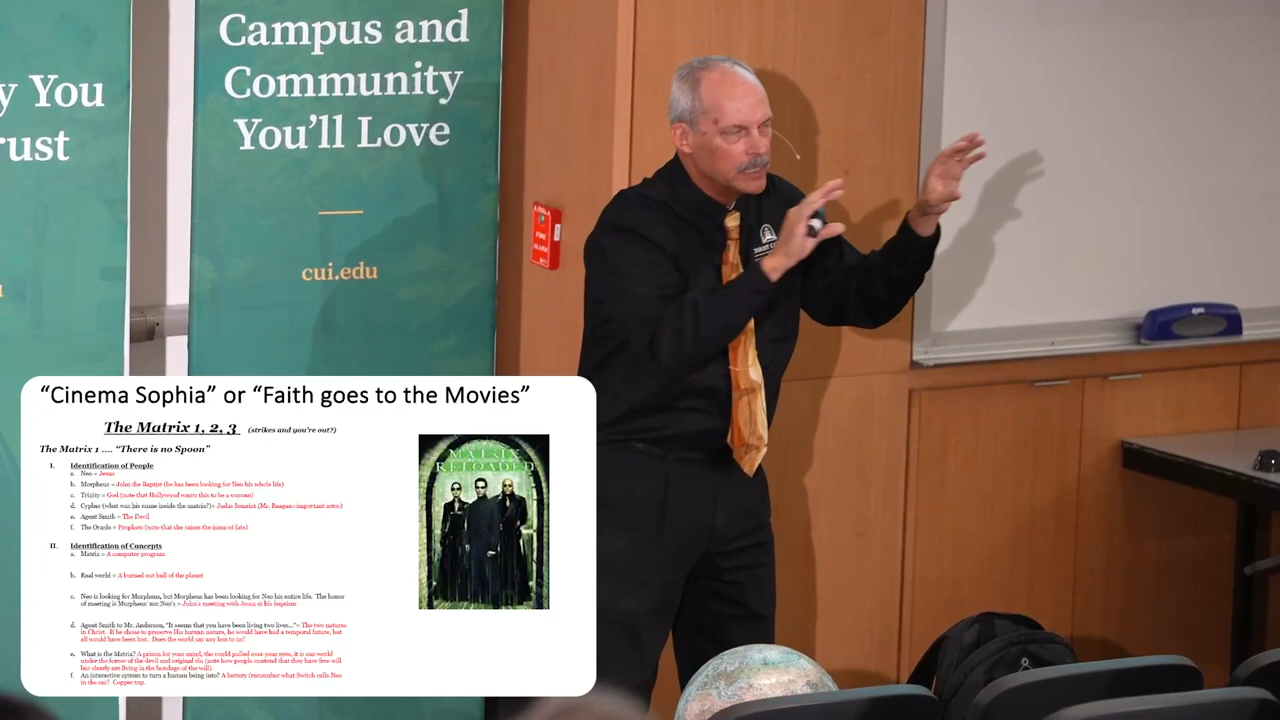 y You
rust
Campus and
Community
You’ll Love
cui.edu
FIRE
“Cinema Sophia” or “Faith goes to the Movies”
The Matrix 1, 2, 3 (strikes and you're out?)
The Matrix 1 .... “There is no Spoon”
I. Identification of People
a. Neo = Jesus
b. Morpheus = John the Baptist (he has been looking for Neo his whole life)
c. Trinity = God (note that Hollywood wants this to be a woman)
d. Cypher (what was his name inside the matrix?)= Judas Iscariot (Mr. Reagan=important actor)
e. Agent Smith = The Devil
f. The Oracle = Prophets (note that she raises the issue of fate)
II. Identification of Concepts
a. Matrix = A computer program
b. Real world = A burned out hull of the planet
c. Neo is looking for Morpheus, but Morpheus has been looking for Neo his entire life. The honor
of meeting is Morpheus' not Neo's = John's meeting with Jesus at his baptism
d. Agent Smith to Mr. Anderson, “It seems that you have been living two lives...”= The two natures
in Christ. If he chose to preserve His human nature, he would have had a temporal future, but
all would have been lost. Does the world say any less to us?
e. What is the Matrix? A prison for your mind, the world pulled over your eyes, it is our world
under the forces of the devil and original sin (note how people contend that they have free will
but clearly are living in the bondage of the will).
f. An interactive system to turn a human being into? A battery (remember what Switch calls Neo
in the car? Copper top.
MATRIX
RELOADED